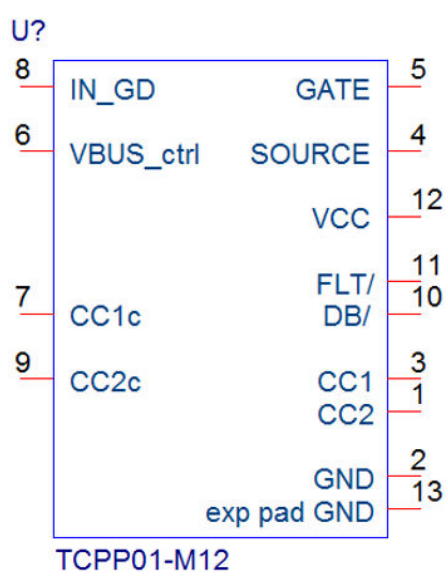 U?
8 IN_GD GATE 5
6 VBUS_ctrl SOURCE 4
VCC 12
FLT/ 11
7 CC1c DB/ 10
9 CC2c CC1 3
CC2 1
GND 2
exp pad GND 13
TCPP01-M12